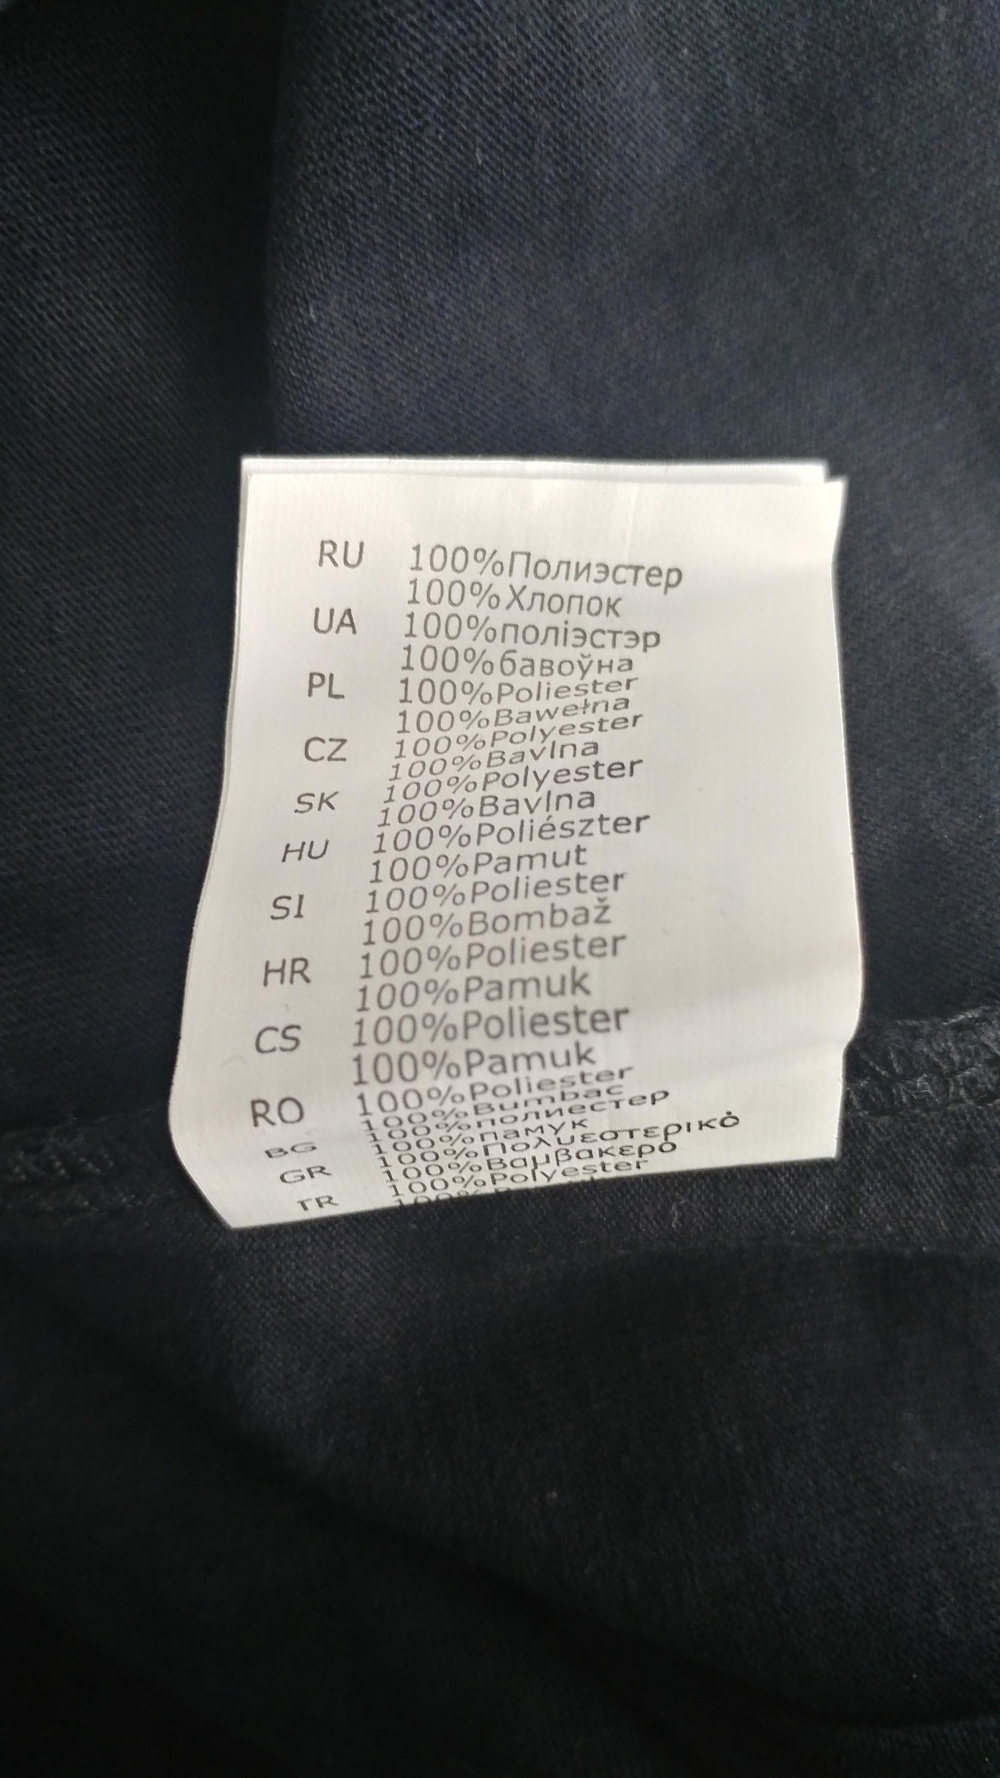 RU 100%Полиэстер
100%Хлопок
UA 100%поліэстэр
100%бавоўна
PL 100%Poliester
100%Bawełna
CZ 100%Polyester
100%Bavlna
SK 100%Polyester
100%Bavlna
HU 100%Poliészter
100%Pamut
SI 100%Poliester
100%Bombaž
HR 100%Poliester
100%Pamuk
CS 100%Poliester
100%Pamuk
RO 100%Poliester
100%Bumbac
BG 100%полиестер
100%памук
GR 100%Πολυεστερικό
100%Βαμβακερό
TR 100%Polyester
100%